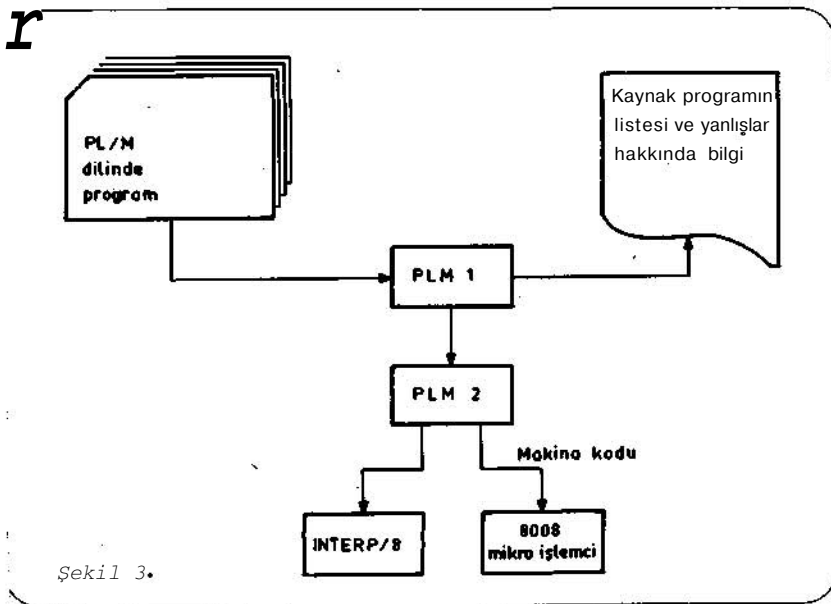 r
PL/M
dilinde
program
Kaynak programın
listesi ve yanlışlar
hakkında bilgi
PLM 1
PLM 2
Makina kodu
INTERP/8
8008
mikro işlemci
Şekil 3.